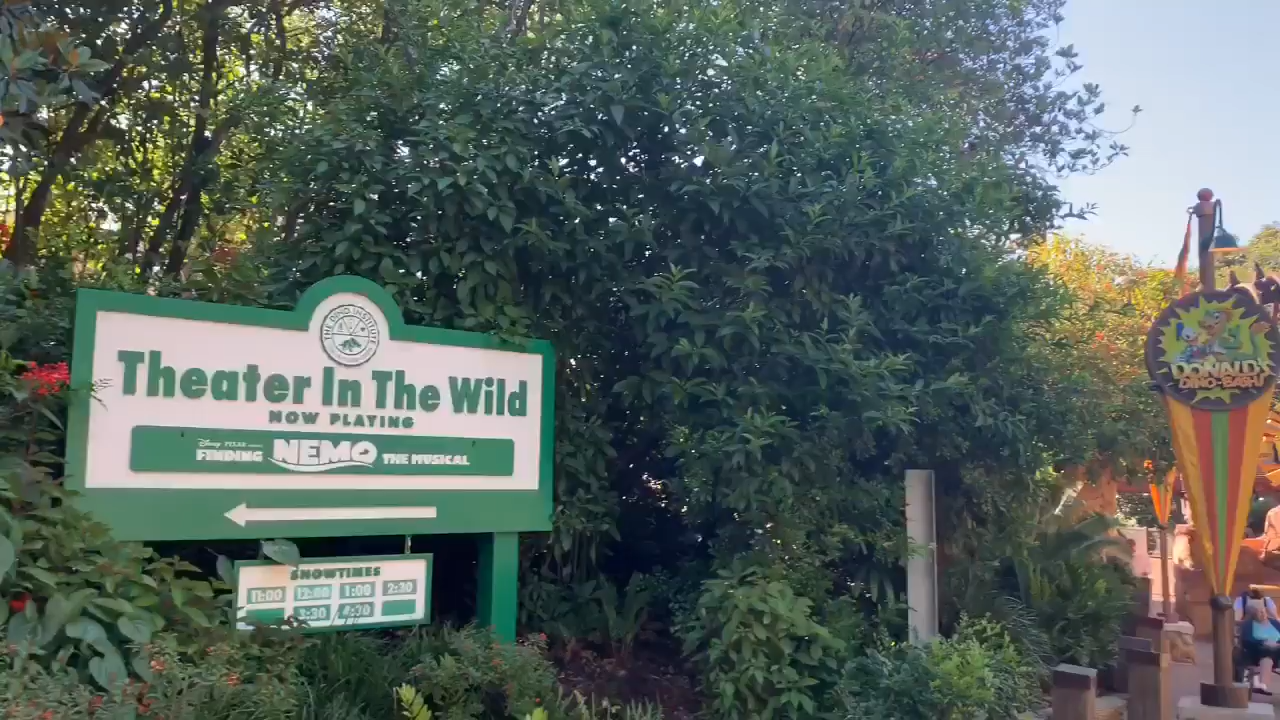 THE DINO INSTITUTE
Theater In The Wild
NOW PLAYING
Disney PIXAR
FINDING NEMO THE MUSICAL
SHOWTIMES
11:00 12:00 1:00 2:30
3:30 4:30
DONALD'S
DINO-BASH!